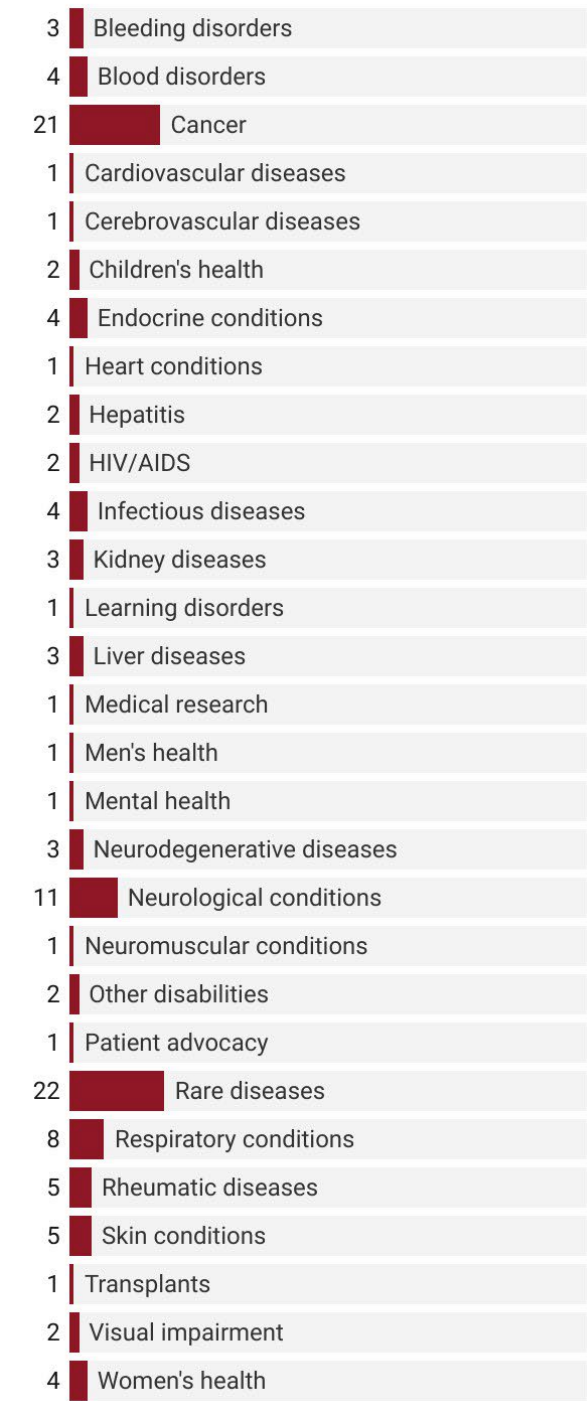 3 Bleeding disorders
4 Blood disorders
21 Cancer
1 Cardiovascular diseases
1 Cerebrovascular diseases
2 Children's health
4 Endocrine conditions
1 Heart conditions
2 Hepatitis
2 HIV/AIDS
4 Infectious diseases
3 Kidney diseases
1 Learning disorders
3 Liver diseases
1 Medical research
1 Men's health
1 Mental health
3 Neurodegenerative diseases
11 Neurological conditions
1 Neuromuscular conditions
2 Other disabilities
1 Patient advocacy
22 Rare diseases
8 Respiratory conditions
5 Rheumatic diseases
5 Skin conditions
1 Transplants
2 Visual impairment
4 Women's health